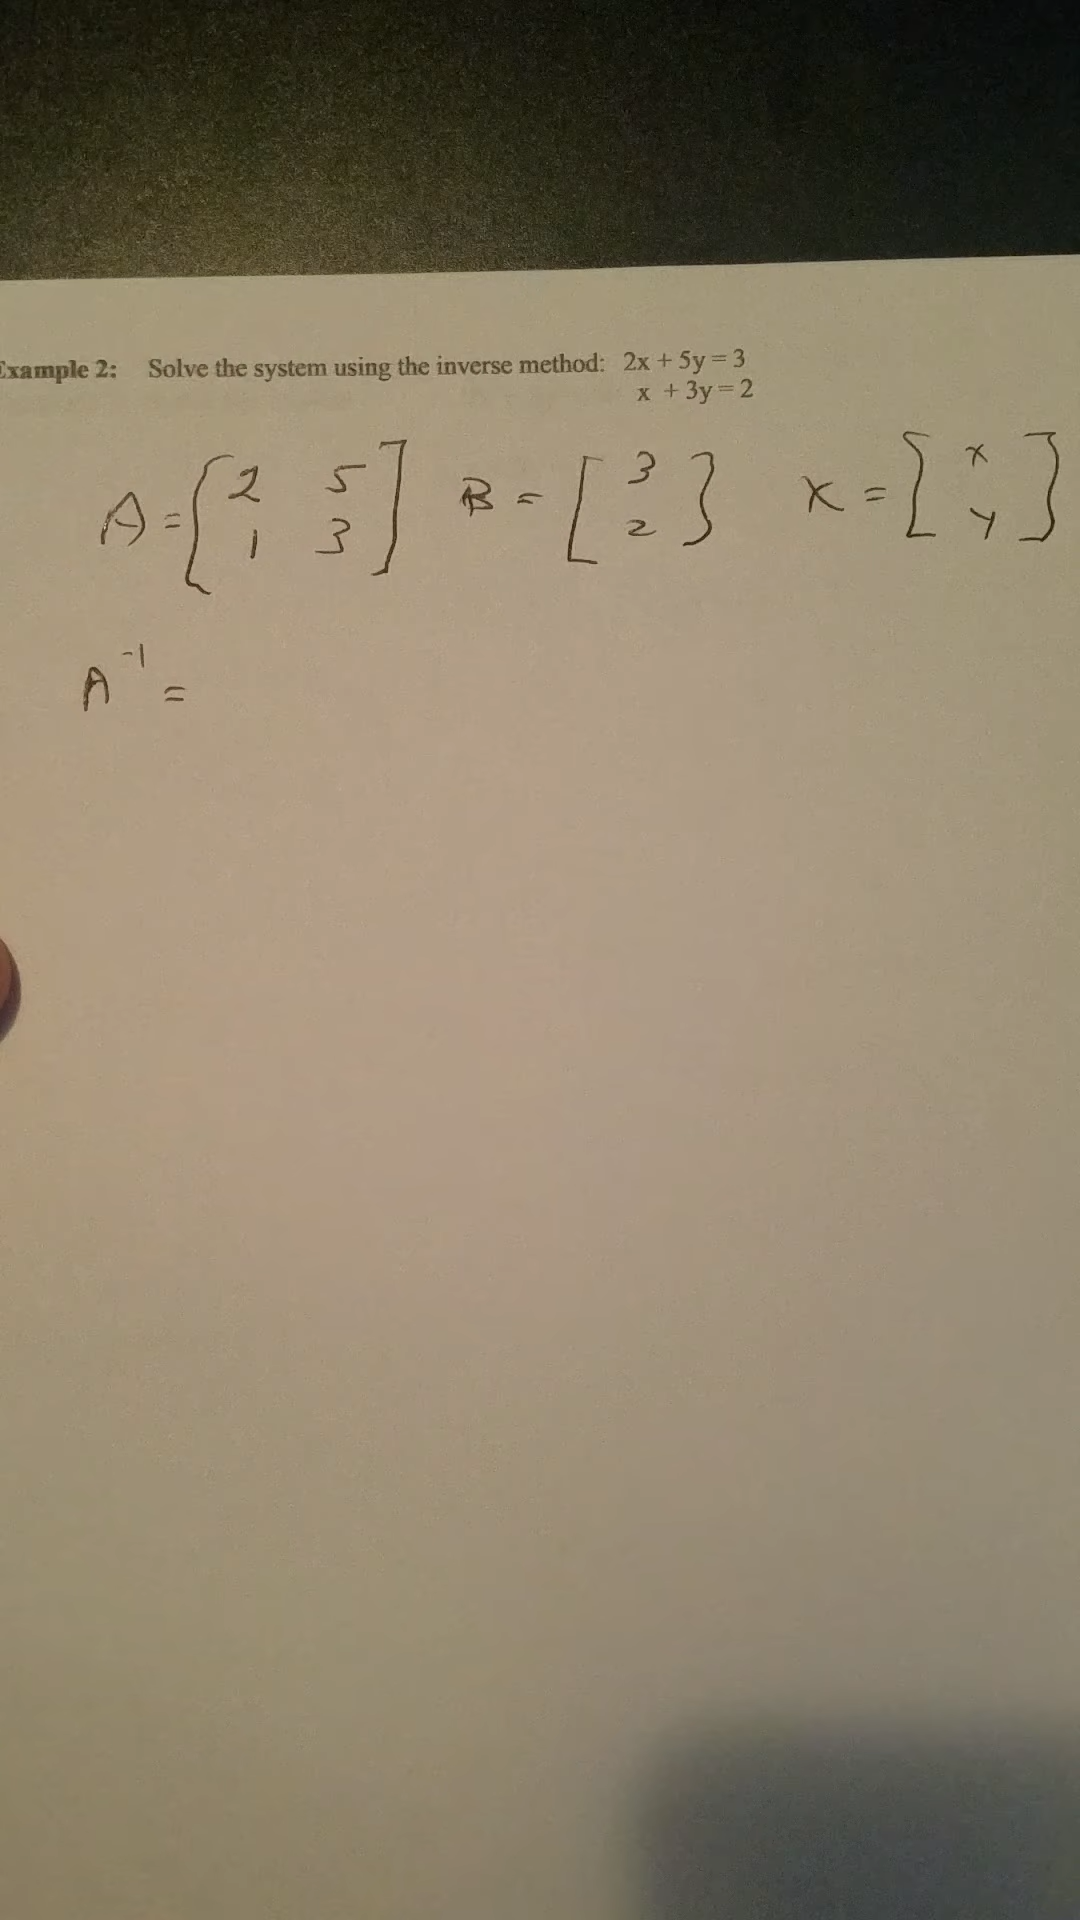 Example 2: Solve the system using the inverse method: 2x + 5y = 3
x + 3y = 2
A = [ 2 5 ] B = [ 3 ] X = [ x ]
1 3 2 y
A⁻¹ =